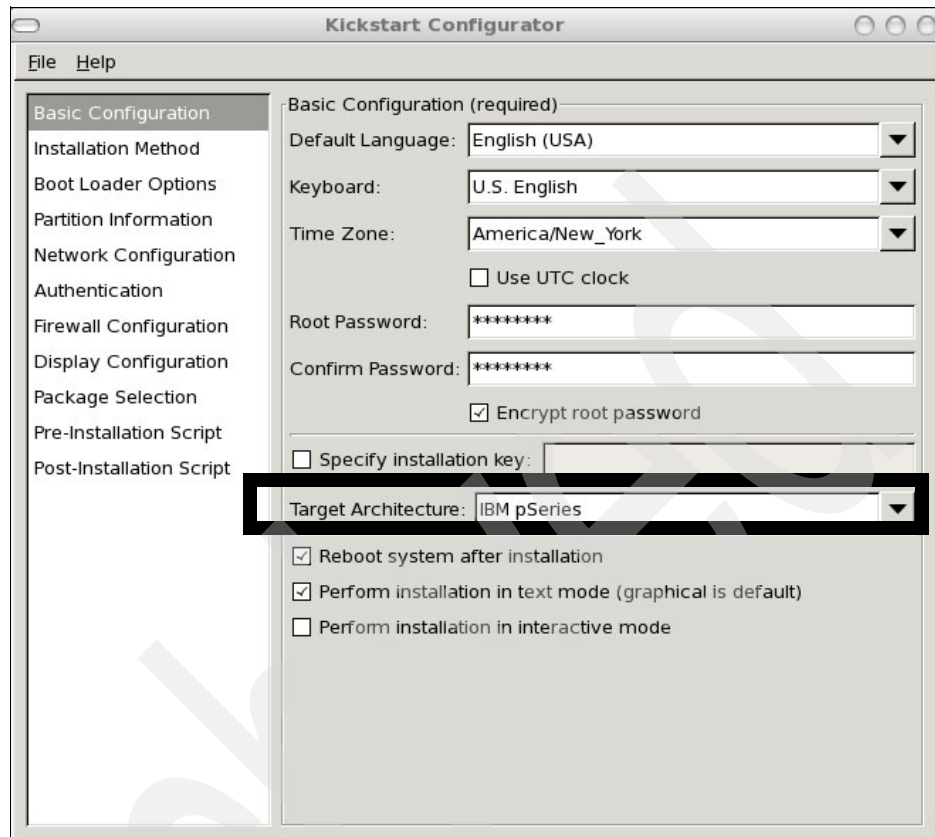 Kickstart Configurator
File Help
Basic Configuration
Installation Method
Boot Loader Options
Partition Information
Network Configuration
Authentication
Firewall Configuration
Display Configuration
Package Selection
Pre-Installation Script
Post-Installation Script
Basic Configuration (required)
Default Language: English (USA)
Keyboard: U.S. English
Time Zone: America/New_York
Use UTC clock
Root Password: ********
Confirm Password: ********
Encrypt root password
Specify installation key:
Target Architecture: IBM pSeries
Reboot system after installation
Perform installation in text mode (graphical is default)
Perform installation in interactive mode